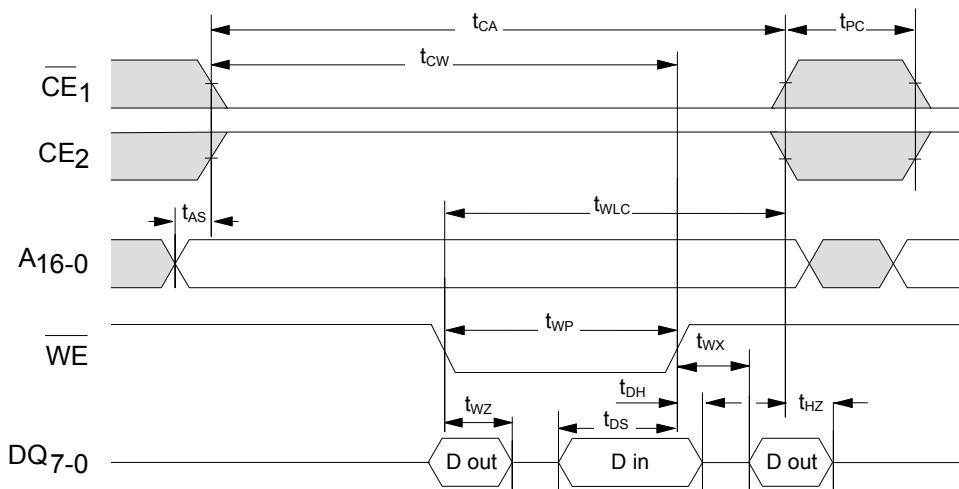 tCA
tPC
tCW
CE1
CE2
tAS
tWLC
A16-0
tWP
WE
tWX
tDH
tHZ
tWZ
tDS
DQ7-0
D out
D in
D out